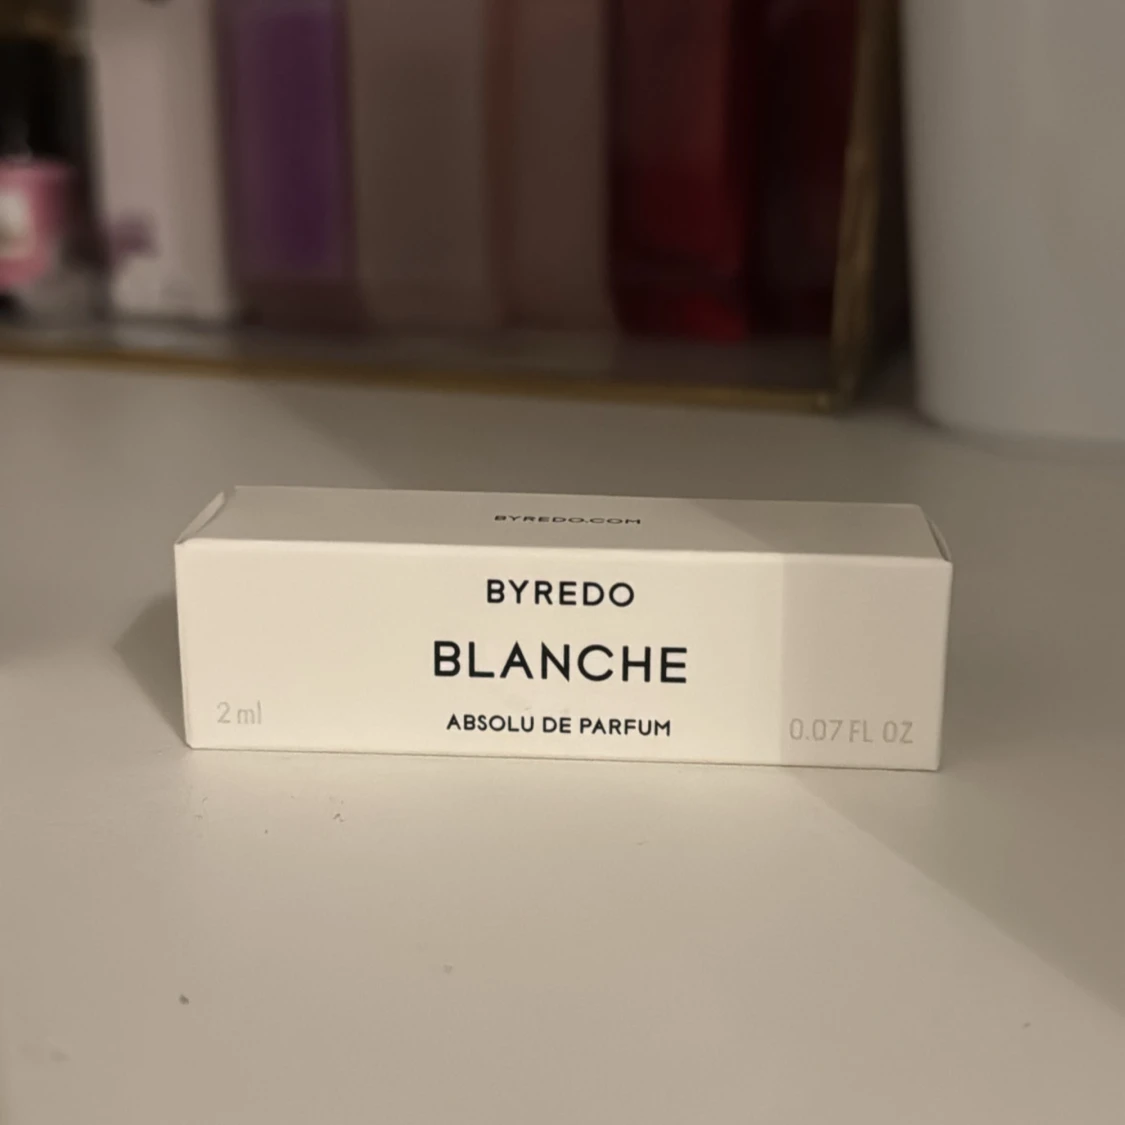 BYREDO.COM
BYREDO
BLANCHE
ABSOLU DE PARFUM
2 ml
0.07 FL OZ